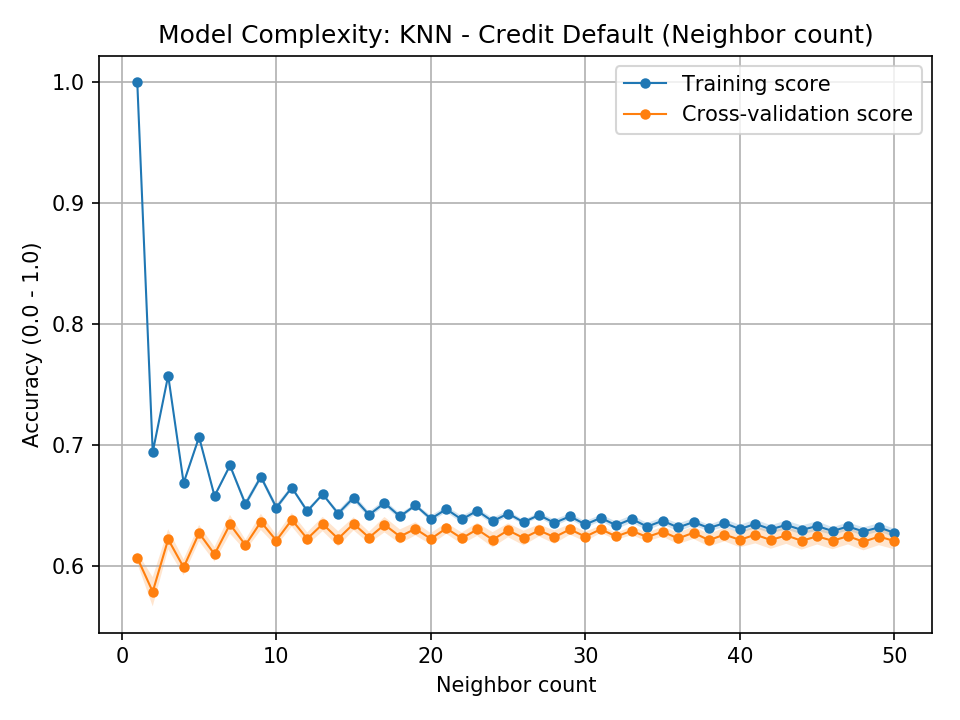 Model Complexity: KNN - Credit Default (Neighbor count)
Training score
Cross-validation score
Accuracy (0.0 - 1.0)
1.0
0.9
0.8
0.7
0.6
0 10 20 30 40 50
Neighbor count